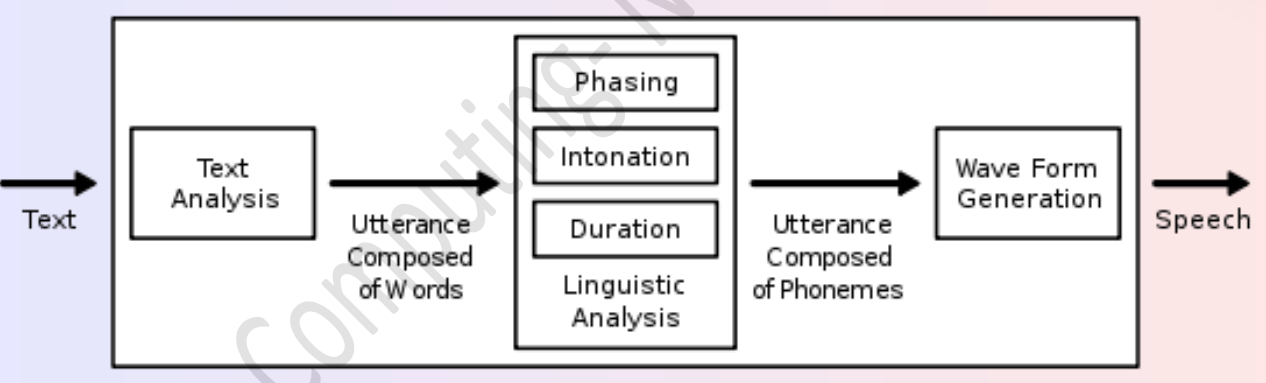 Text
Text
Analysis
Utterance
Composed
of Words
Phasing
Intonation
Duration
Linguistic
Analysis
Utterance
Composed
of Phonemes
Wave Form
Generation
Speech
Computing-